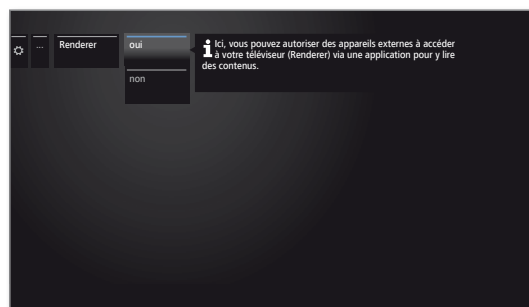 ... Renderer oui
non
Ici, vous pouvez autoriser des appareils externes à accéder
à votre téléviseur (Renderer) via une application pour y lire
des contenus.